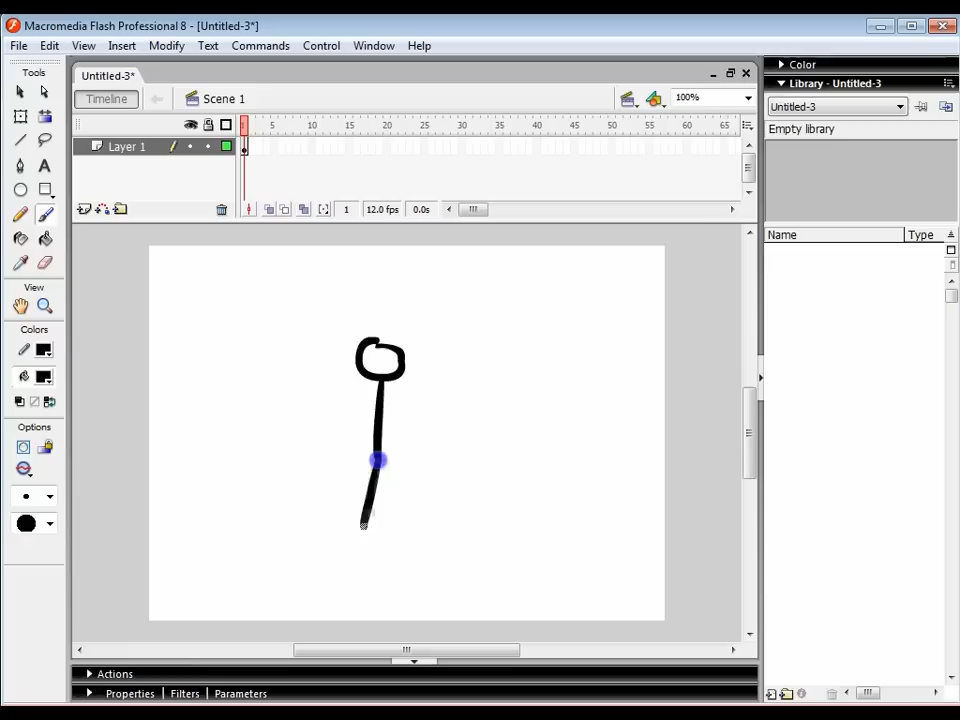 Macromedia Flash Professional 8 - [Untitled-3*]
File Edit View Insert Modify Text Commands Control Window Help
Tools
View
Colors
Options
Untitled-3*
Timeline
Scene 1
100%
1 5 10 15 20 25 30 35 40 45 50 55 60 65
Layer 1
1 12.0 fps 0.0s
Actions
Properties Filters Parameters
Color
Library - Untitled-3
Untitled-3
Empty library
Name Type